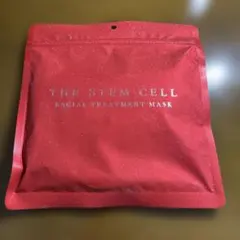 THE STEM CELL
FACIAL TREATMENT MASK